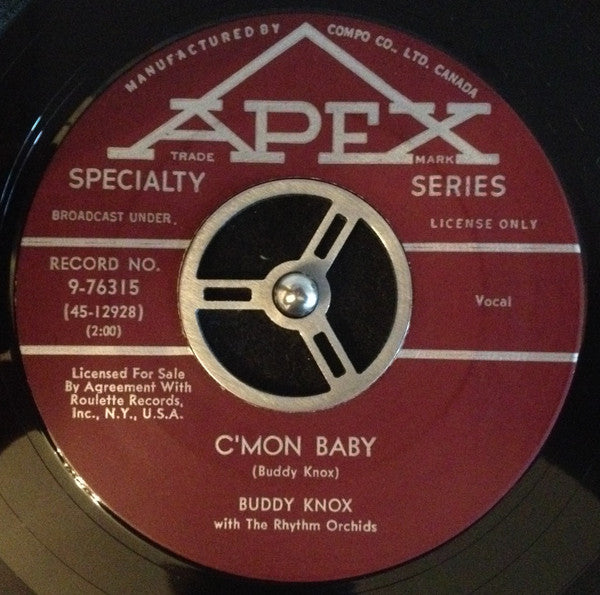 MANUFACTURED BY COMPO CO., LTD. CANADA
APEX
TRADE MARK
SPECIALTY SERIES
BROADCAST UNDER. LICENSE ONLY
RECORD NO.
9-76315
(45-12928)
(2:00)
Vocal
Licensed For Sale
By Agreement With
Roulette Records,
Inc., N.Y., U.S.A.
C'MON BABY
(Buddy Knox)
BUDDY KNOX
with The Rhythm Orchids